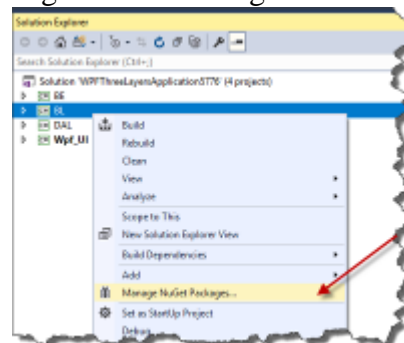 Solution Explorer
Search Solution Explorer (Ctrl+;)
Solution 'WPFThreeLayersApplication5776' (4 projects)
BE
BL
DAL
Wpf_UI
Build
Rebuild
Clean
View
Analyze
Scope to This
New Solution Explorer View
Build Dependencies
Add
Manage NuGet Packages...
Set as StartUp Project
Debug